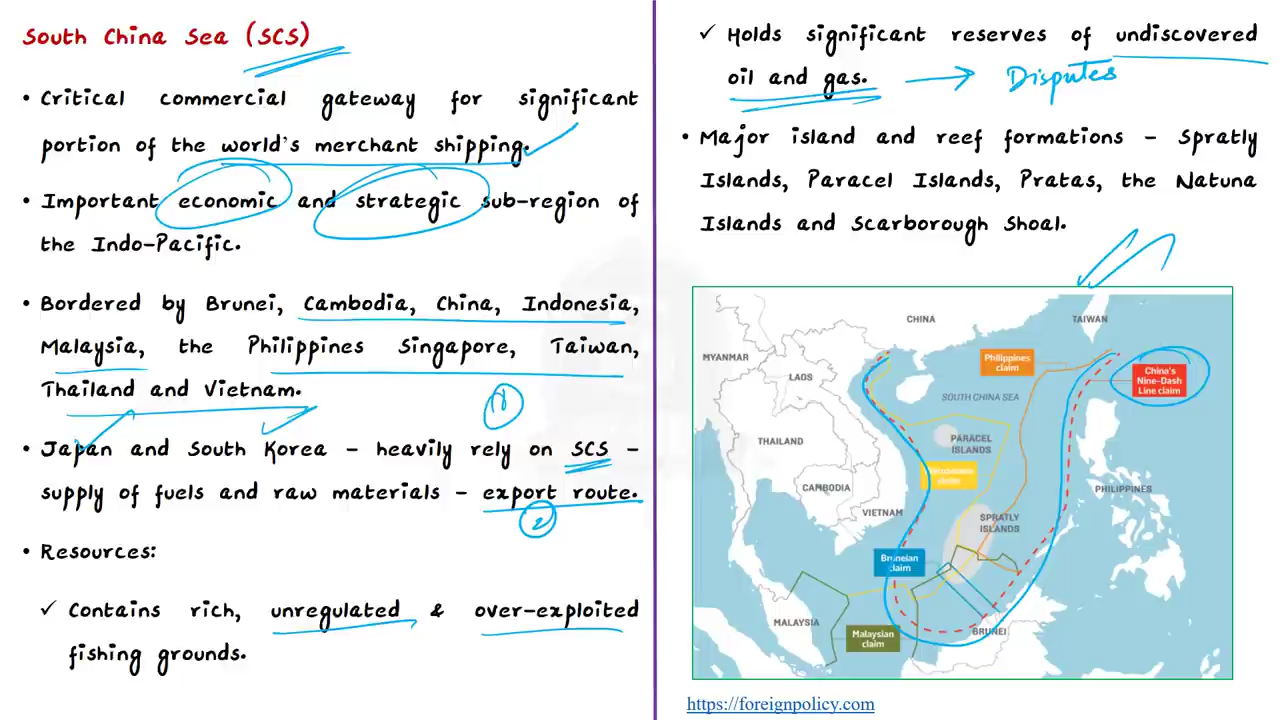 South China Sea (SCS)
• Critical commercial gateway for significant
portion of the world's merchant shipping.
• Important economic and strategic sub-region of
the Indo-Pacific.
• Bordered by Brunei, Cambodia, China, Indonesia,
Malaysia, the Philippines Singapore, Taiwan,
Thailand and Vietnam.
• Japan and South Korea – heavily rely on SCS –
supply of fuels and raw materials – export route.
2
• Resources:
✓ Contains rich, unregulated & over-exploited
fishing grounds.
✓ Holds significant reserves of undiscovered
oil and gas. → Disputes
• Major island and reef formations – Spratly
Islands, Paracel Islands, Pratas, the Natuna
Islands and Scarborough Shoal.
CHINA
TAIWAN
MYANMAR
LAOS
Philippines
claim
China's
Nine-Dash
Line claim
SOUTH CHINA SEA
THAILAND
PARACEL
ISLANDS
claim
CAMBODIA
PHILIPPINES
VIETNAM
SPRATLY
ISLANDS
Bruneian
claim
MALAYSIA
Malaysian
claim
BRUNEI
https://foreignpolicy.com